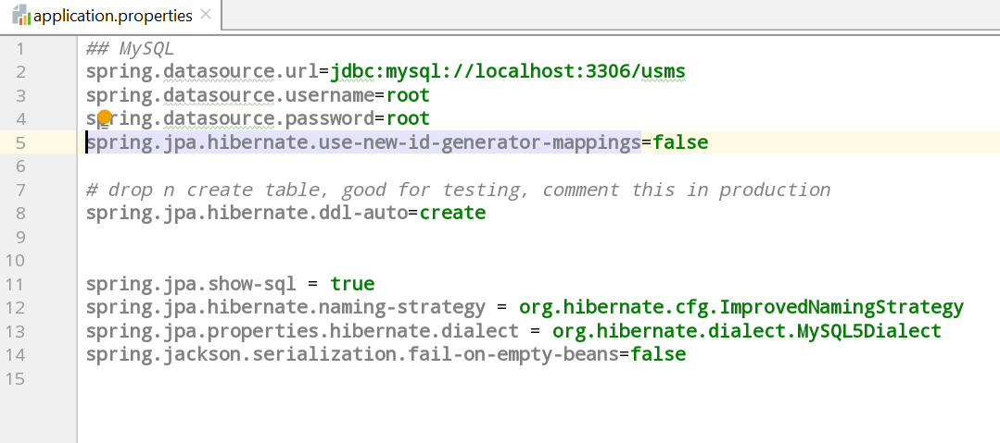 application.properties
1 ## MySQL
2 spring.datasource.url=jdbc:mysql://localhost:3306/usms
3 spring.datasource.username=root
4 spring.datasource.password=root
5 spring.jpa.hibernate.use-new-id-generator-mappings=false
6
7 # drop n create table, good for testing, comment this in production
8 spring.jpa.hibernate.ddl-auto=create
9
10
11 spring.jpa.show-sql = true
12 spring.jpa.hibernate.naming-strategy = org.hibernate.cfg.ImprovedNamingStrategy
13 spring.jpa.properties.hibernate.dialect = org.hibernate.dialect.MySQL5Dialect
14 spring.jackson.serialization.fail-on-empty-beans=false
15